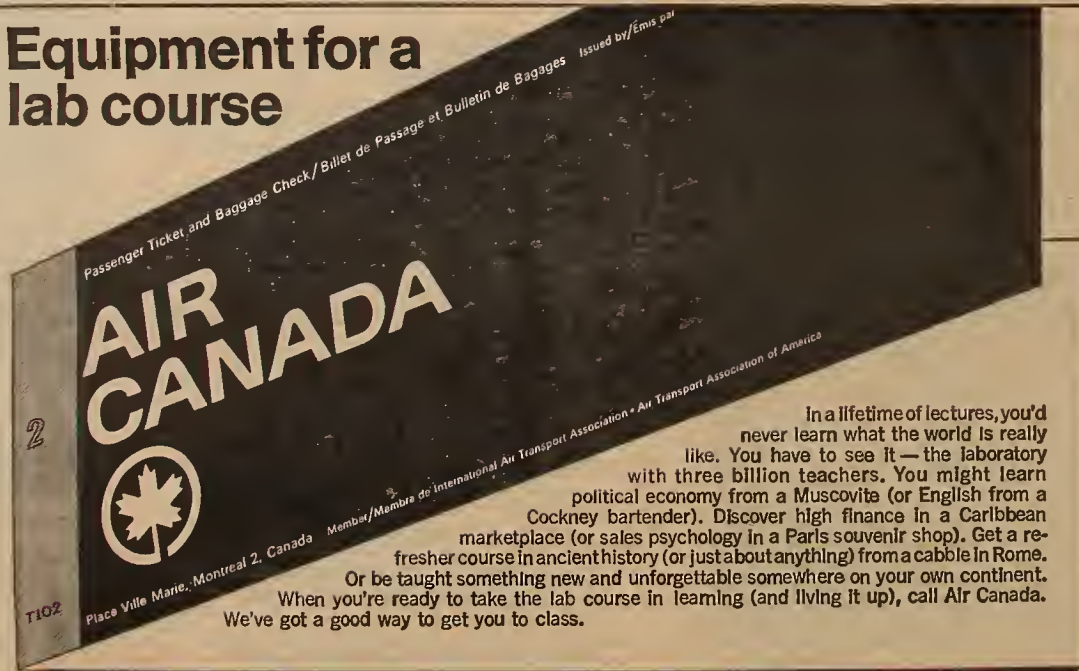 Equipment for a
lab course
Passenger Ticket and Baggage Check/Billet de Passage et Bulletin de Bagages Issued by/Émis par
AIR
CANADA
2
Member/Membre de International Air Transport Association • Air Transport Association of America
Place Ville Marie, Montreal 2, Canada
T102
In a lifetime of lectures, you'd
never learn what the world is really
like. You have to see it — the laboratory
with three billion teachers. You might learn
political economy from a Muscovite (or English from a
Cockney bartender). Discover high finance in a Caribbean
marketplace (or sales psychology in a Paris souvenir shop). Get a re-
fresher course in ancient history (or just about anything) from a cabbie in Rome.
Or be taught something new and unforgettable somewhere on your own continent.
When you're ready to take the lab course in learning (and living it up), call Air Canada.
We've got a good way to get you to class.